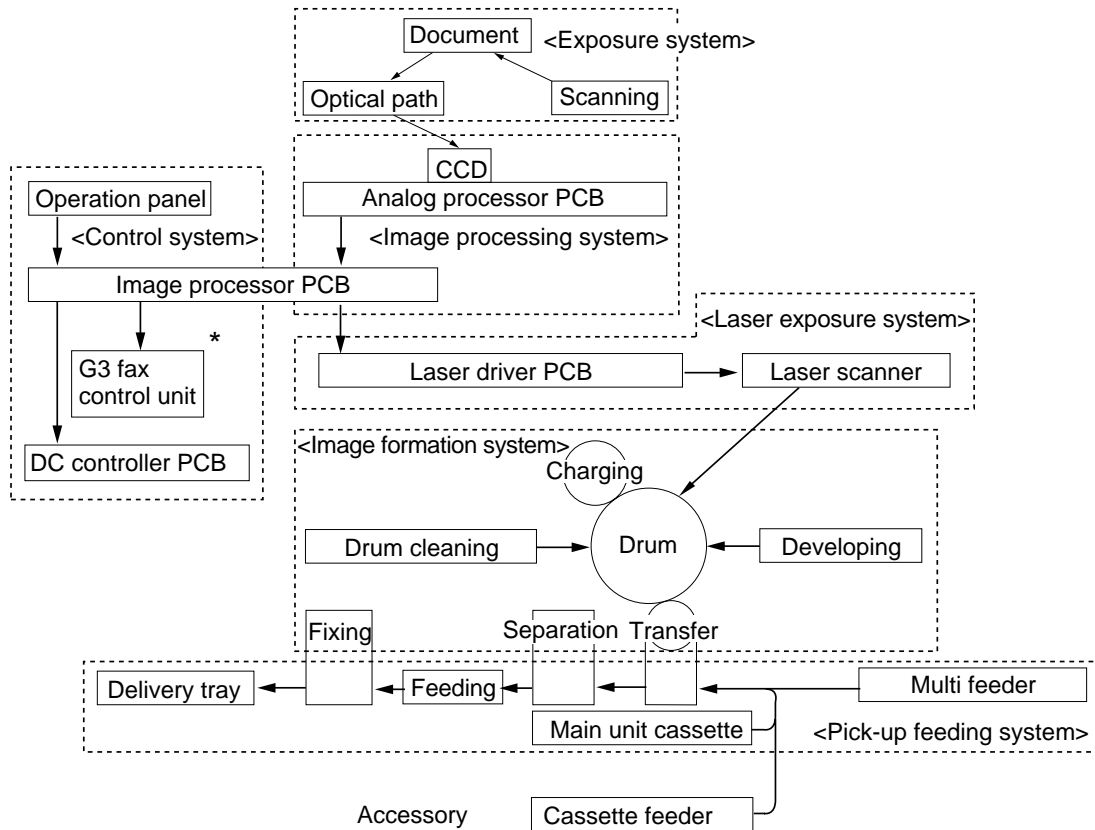 Document
<Exposure system>
Optical path
Scanning
CCD
Analog processor PCB
<Image processing system>
Operation panel
<Control system>
Image processor PCB
*
G3 fax
control unit
DC controller PCB
<Laser exposure system>
Laser driver PCB
Laser scanner
<Image formation system>
Charging
Drum cleaning
Drum
Developing
Fixing
Separation
Transfer
Delivery tray
Feeding
Multi feeder
Main unit cassette
<Pick-up feeding system>
Accessory
Cassette feeder